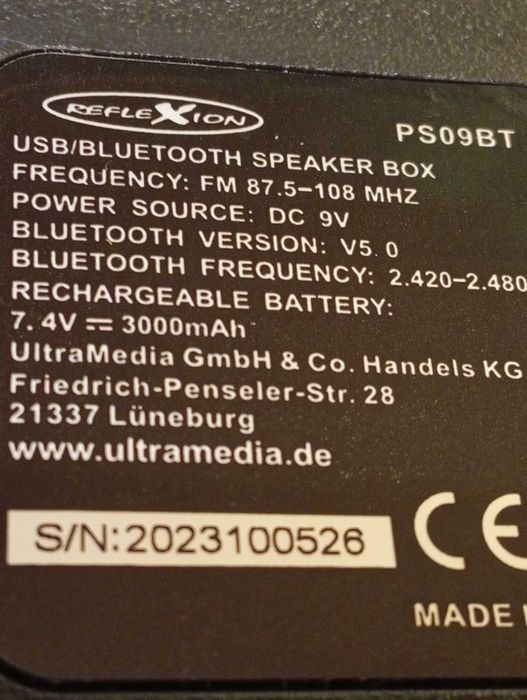 REFLEXION
PS09BT
USB/BLUETOOTH SPEAKER BOX
FREQUENCY: FM 87.5-108 MHZ
POWER SOURCE: DC 9V
BLUETOOTH VERSION: V5.0
BLUETOOTH FREQUENCY: 2.420-2.480
RECHARGEABLE BATTERY:
7.4V ⎓ 3000mAh
UltraMedia GmbH & Co. Handels KG
Friedrich-Penseler-Str. 28
21337 Lüneburg
www.ultramedia.de
S/N:2023100526
CE
MADE